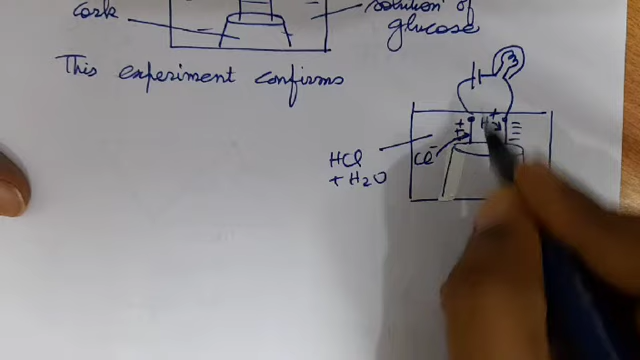 cork
solution of
glucose
This experiment confirms
HCl
+ H2O
Cl-
H+